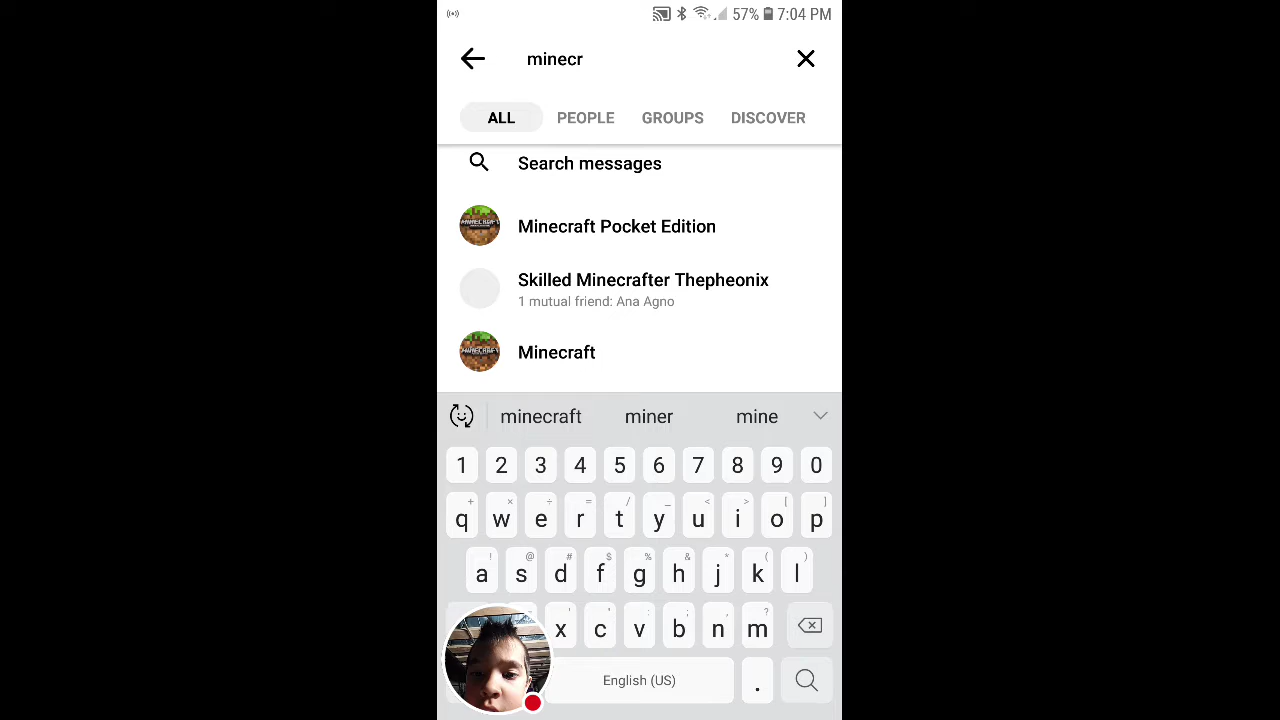 57% 7:04 PM
minecr
ALL PEOPLE GROUPS DISCOVER
Search messages
Minecraft Pocket Edition
Skilled Minecrafter Thepheonix
1 mutual friend: Ana Agno
Minecraft
minecraft miner mine
1 2 3 4 5 6 7 8 9 0
+ × ÷ = / _ < > [ ]
q w e r t y u i o p
! @ # $ % & * ( )
a s d f g h j k l
- ' " : ; , ?
x c v b n m
English (US) .